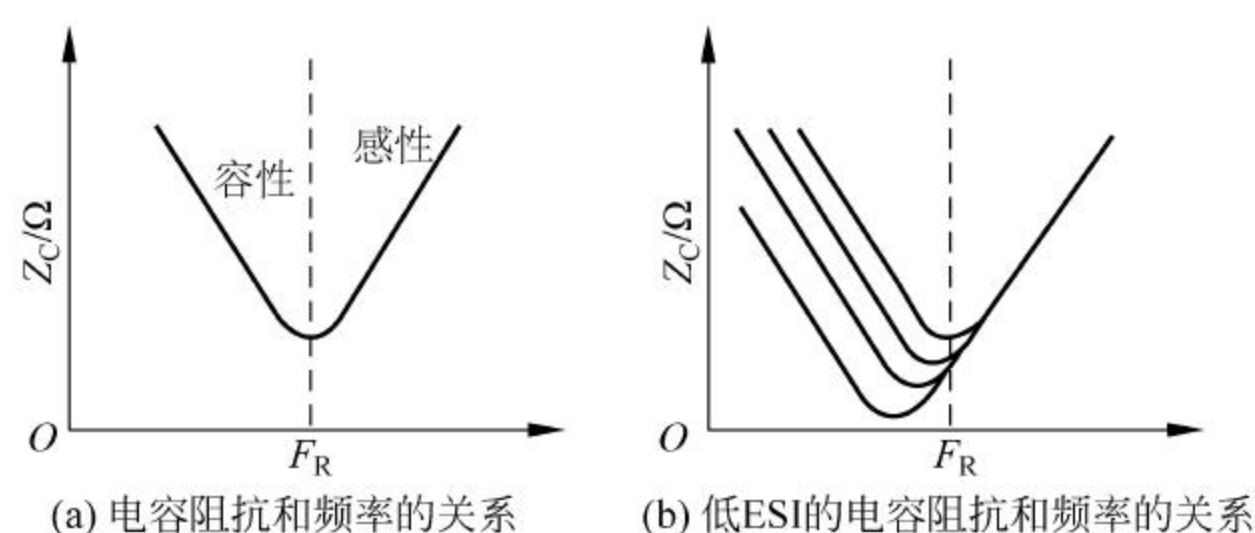 Z_C/Ω
容性
感性
O
F_R
(a) 电容阻抗和频率的关系
Z_C/Ω
O
F_R
(b) 低ESI的电容阻抗和频率的关系